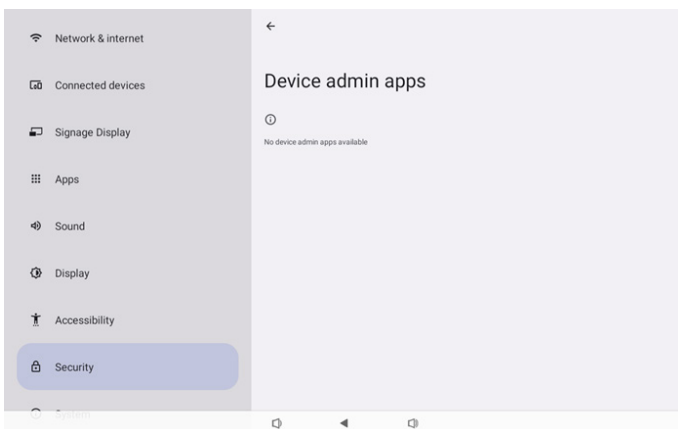 Network & internet
Connected devices
Signage Display
Apps
Sound
Display
Accessibility
Security
System
Device admin apps
No device admin apps available